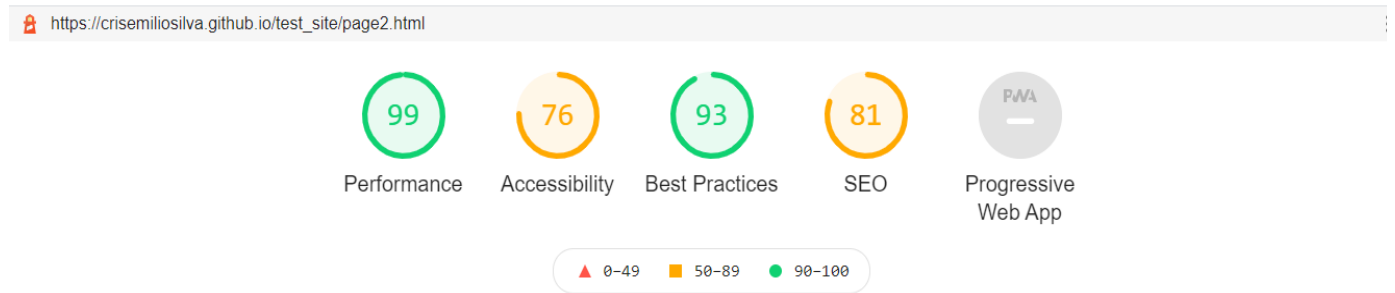 https://crisemiliosilva.github.io/test_site/page2.html
99 76 93 81 PWA
Performance Accessibility Best Practices SEO Progressive
Web App
0–49 50–89 90–100